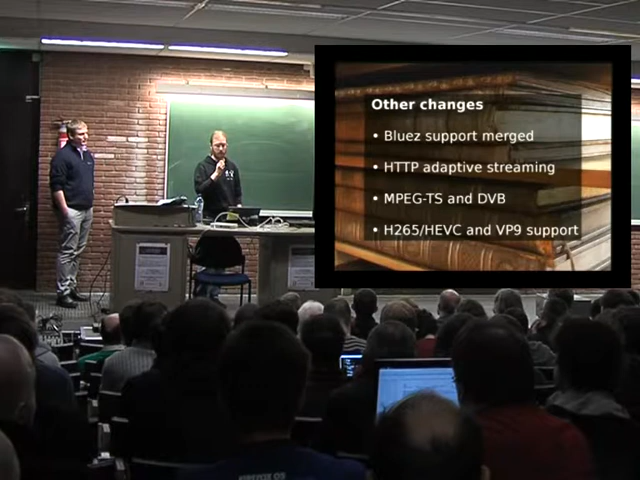 Other changes
• Bluez support merged
• HTTP adaptive streaming
• MPEG-TS and DVB
• H265/HEVC and VP9 support